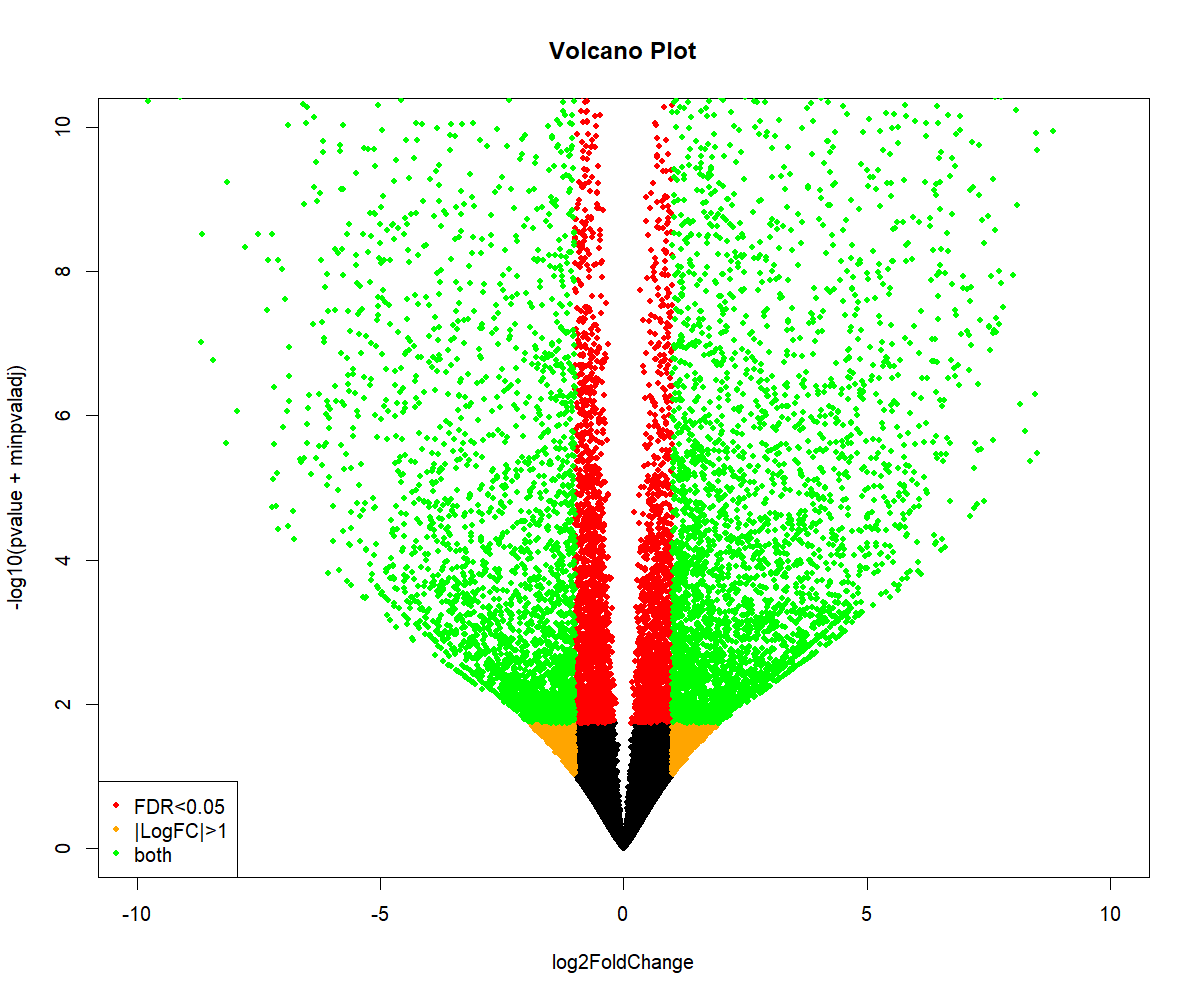 Volcano Plot
-log10(pvalue + minpvaladj)
10
8
6
4
2
0
FDR<0.05
|LogFC|>1
both
-10
-5
0
5
10
log2FoldChange